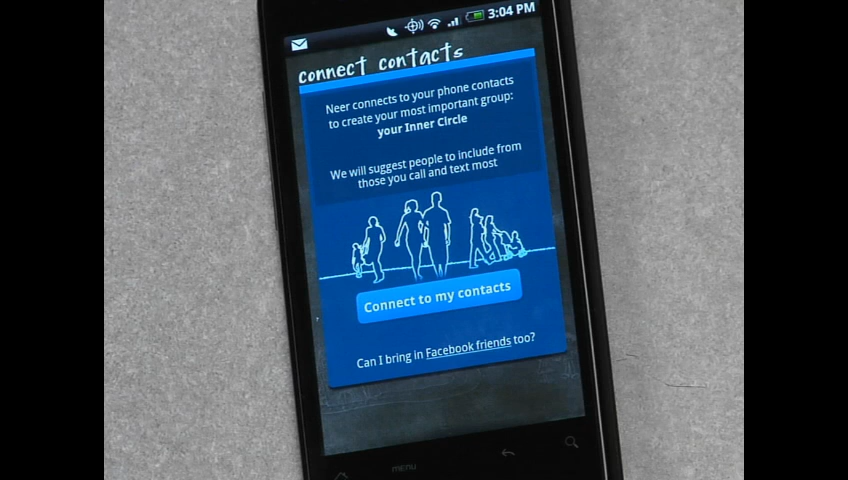 3:04 PM
connect contacts
Neer connects to your phone contacts
to create your most important group:
your Inner Circle
We will suggest people to include from
those you call and text most
Connect to my contacts
Can I bring in Facebook friends too?
menu